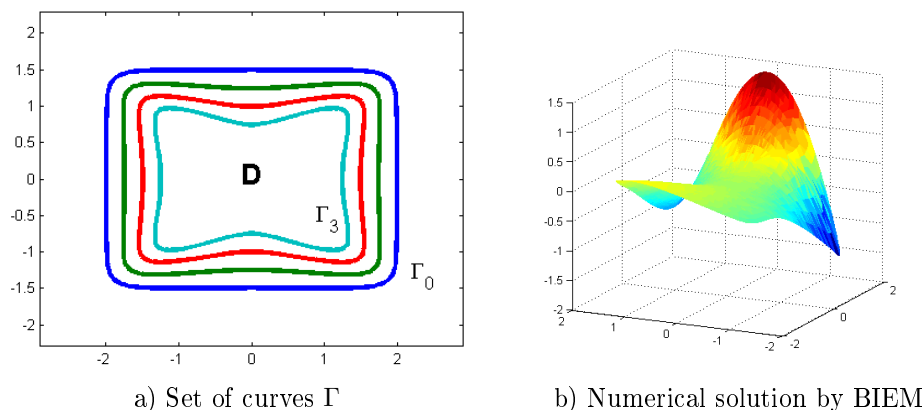 2
1.5
1
0.5
0
-0.5
-1
-1.5
-2
-2 -1 0 1 2
D
Γ3
Γ0
1.5
1
0.5
0
-0.5
-1
-1.5
-2
2 1 0 -1 -2
-2 0 2
a) Set of curves Γ
b) Numerical solution by BIEM